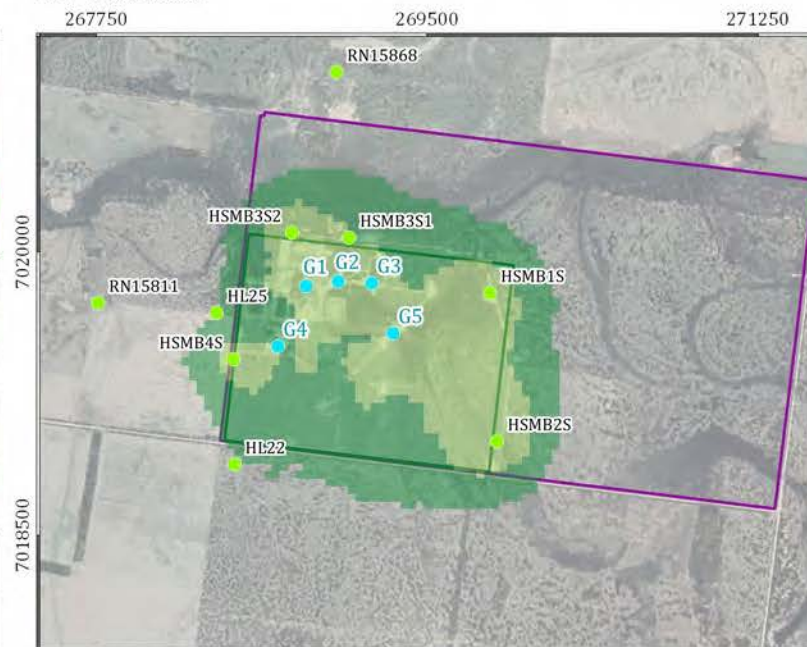 267750
269500
271250
RN15868
HSMB3S2
HSMB3S1
7020000
G1
G2
G3
HSMB1S
RN15811
HL25
G5
HSMB4S
G4
HSMB2S
HL22
7018500